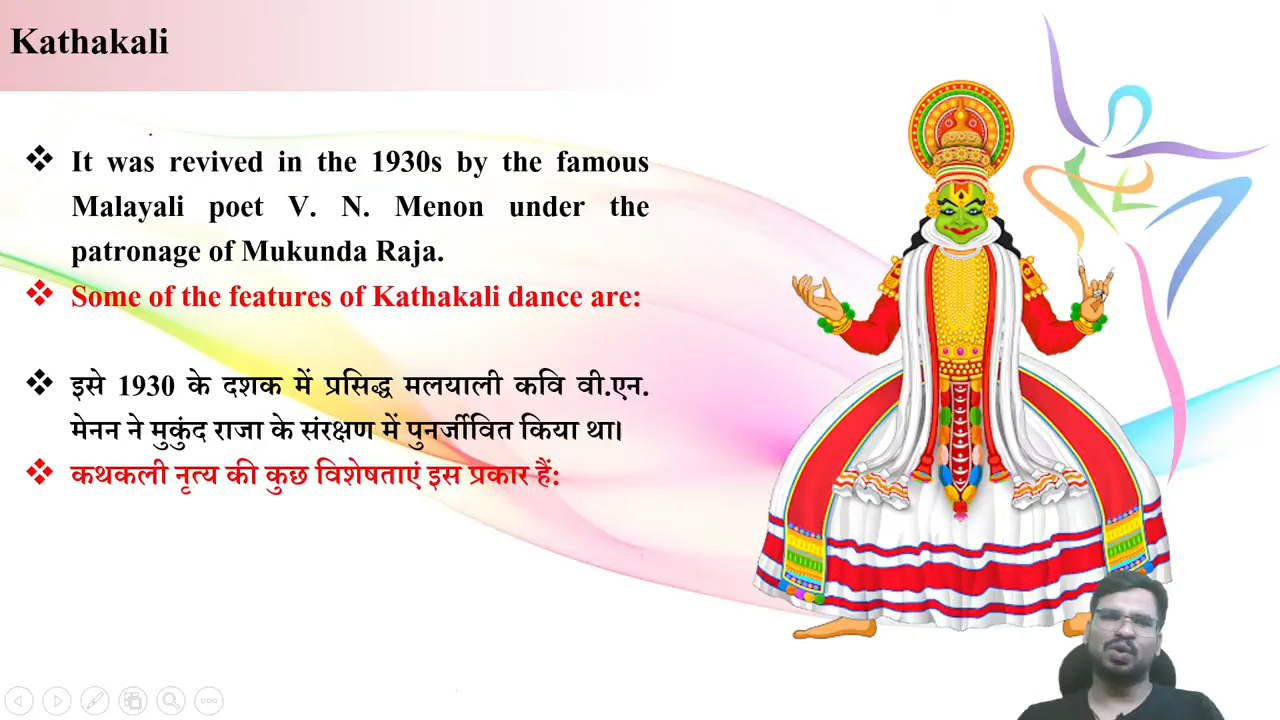 Kathakali
❖ It was revived in the 1930s by the famous
Malayali poet V. N. Menon under the
patronage of Mukunda Raja.
❖ Some of the features of Kathakali dance are:
❖ इसे 1930 के दशक में प्रसिद्ध मलयाली कवि वी.एन.
मेनन ने मुकुंद राजा के संरक्षण में पुनर्जीवित किया था।
❖ कथकली नृत्य की कुछ विशेषताएं इस प्रकार हैं: